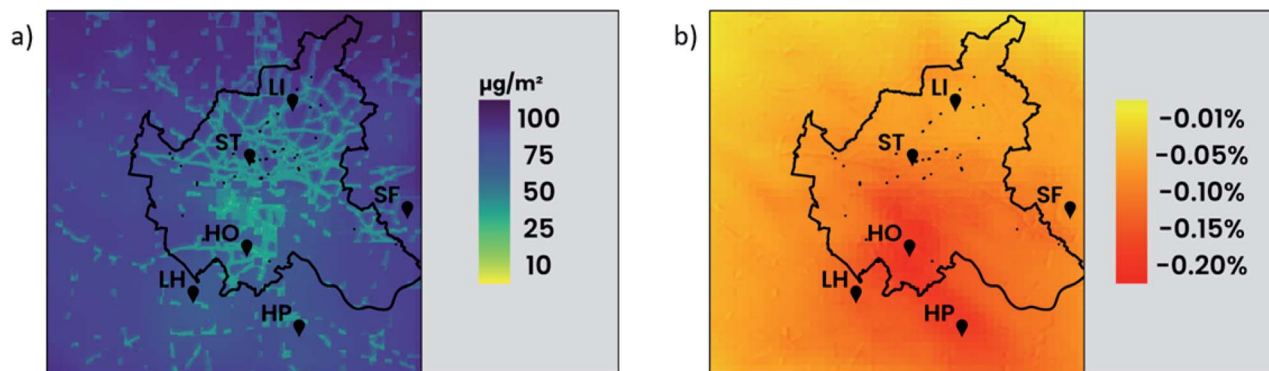 a)
LI
ST
SF
HO
LH
HP
µg/m²
100
75
50
25
10
b)
LI
ST
SF
HO
LH
HP
-0.01%
-0.05%
-0.10%
-0.15%
-0.20%